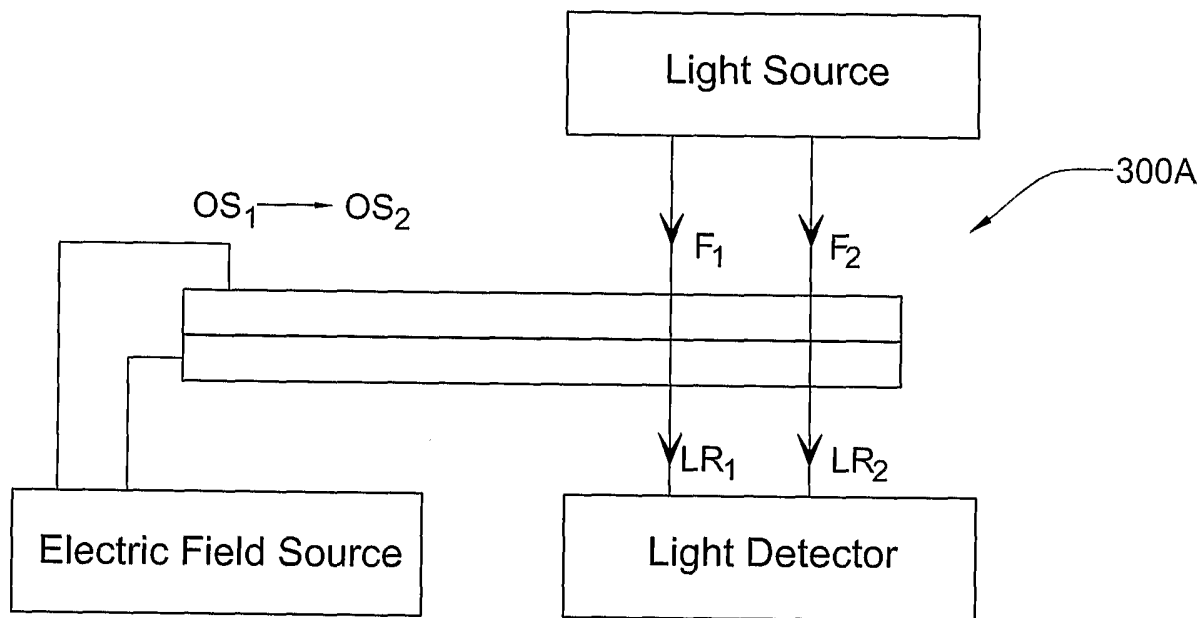 Light Source
300A
OS₁ → OS₂
F₁
F₂
LR₁
LR₂
Electric Field Source
Light Detector